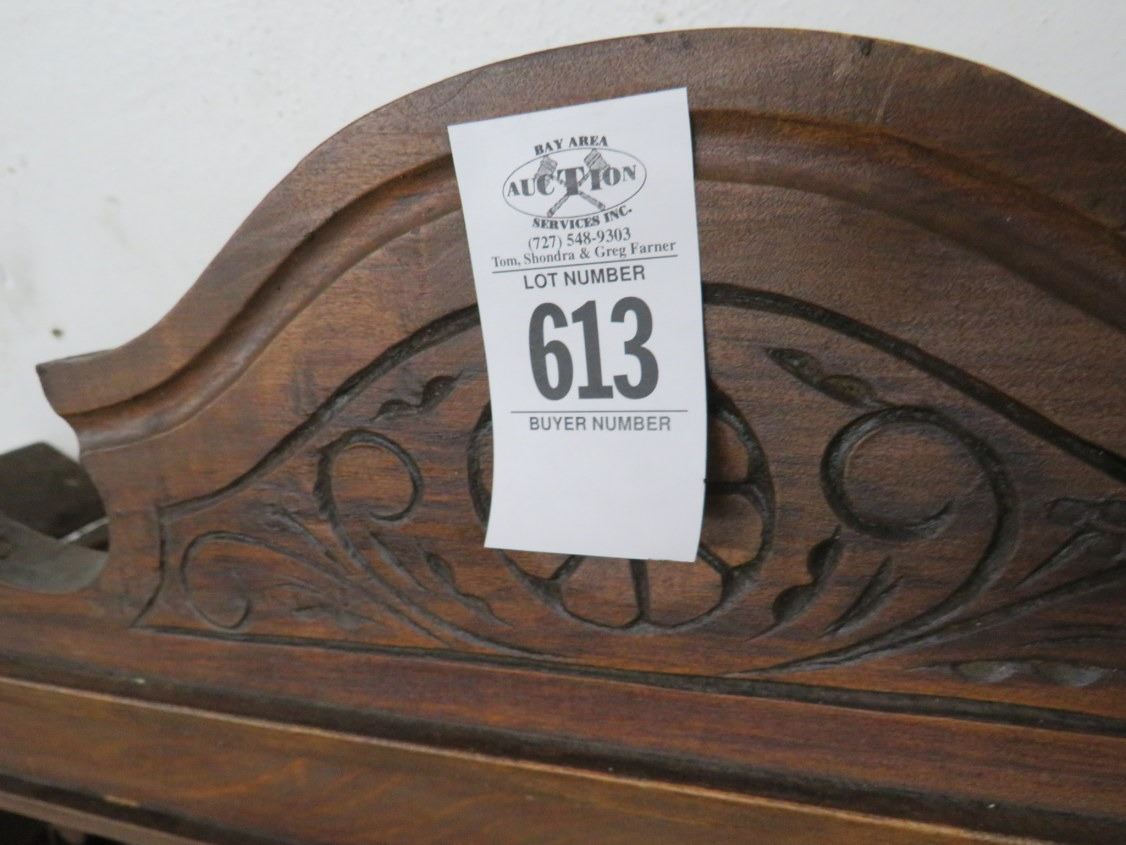 BAY AREA
AUCTION
SERVICES INC.
(727) 548-9303
Tom, Shondra & Greg Farner
LOT NUMBER
613
BUYER NUMBER